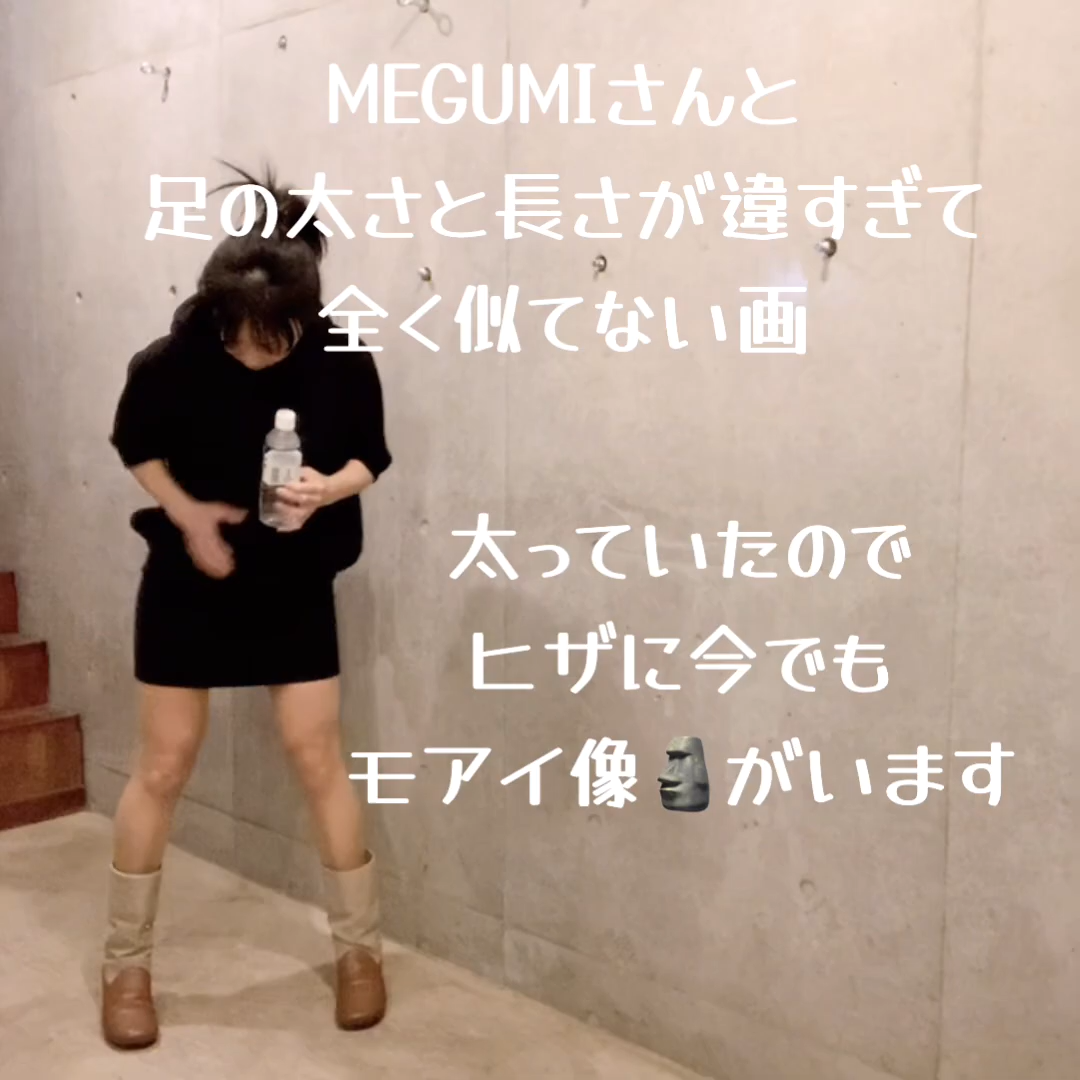 MEGUMIさんと
足の太さと長さが違すぎて
全く似てない画
太っていたので
ヒザに今でも
モアイ像🗿がいます